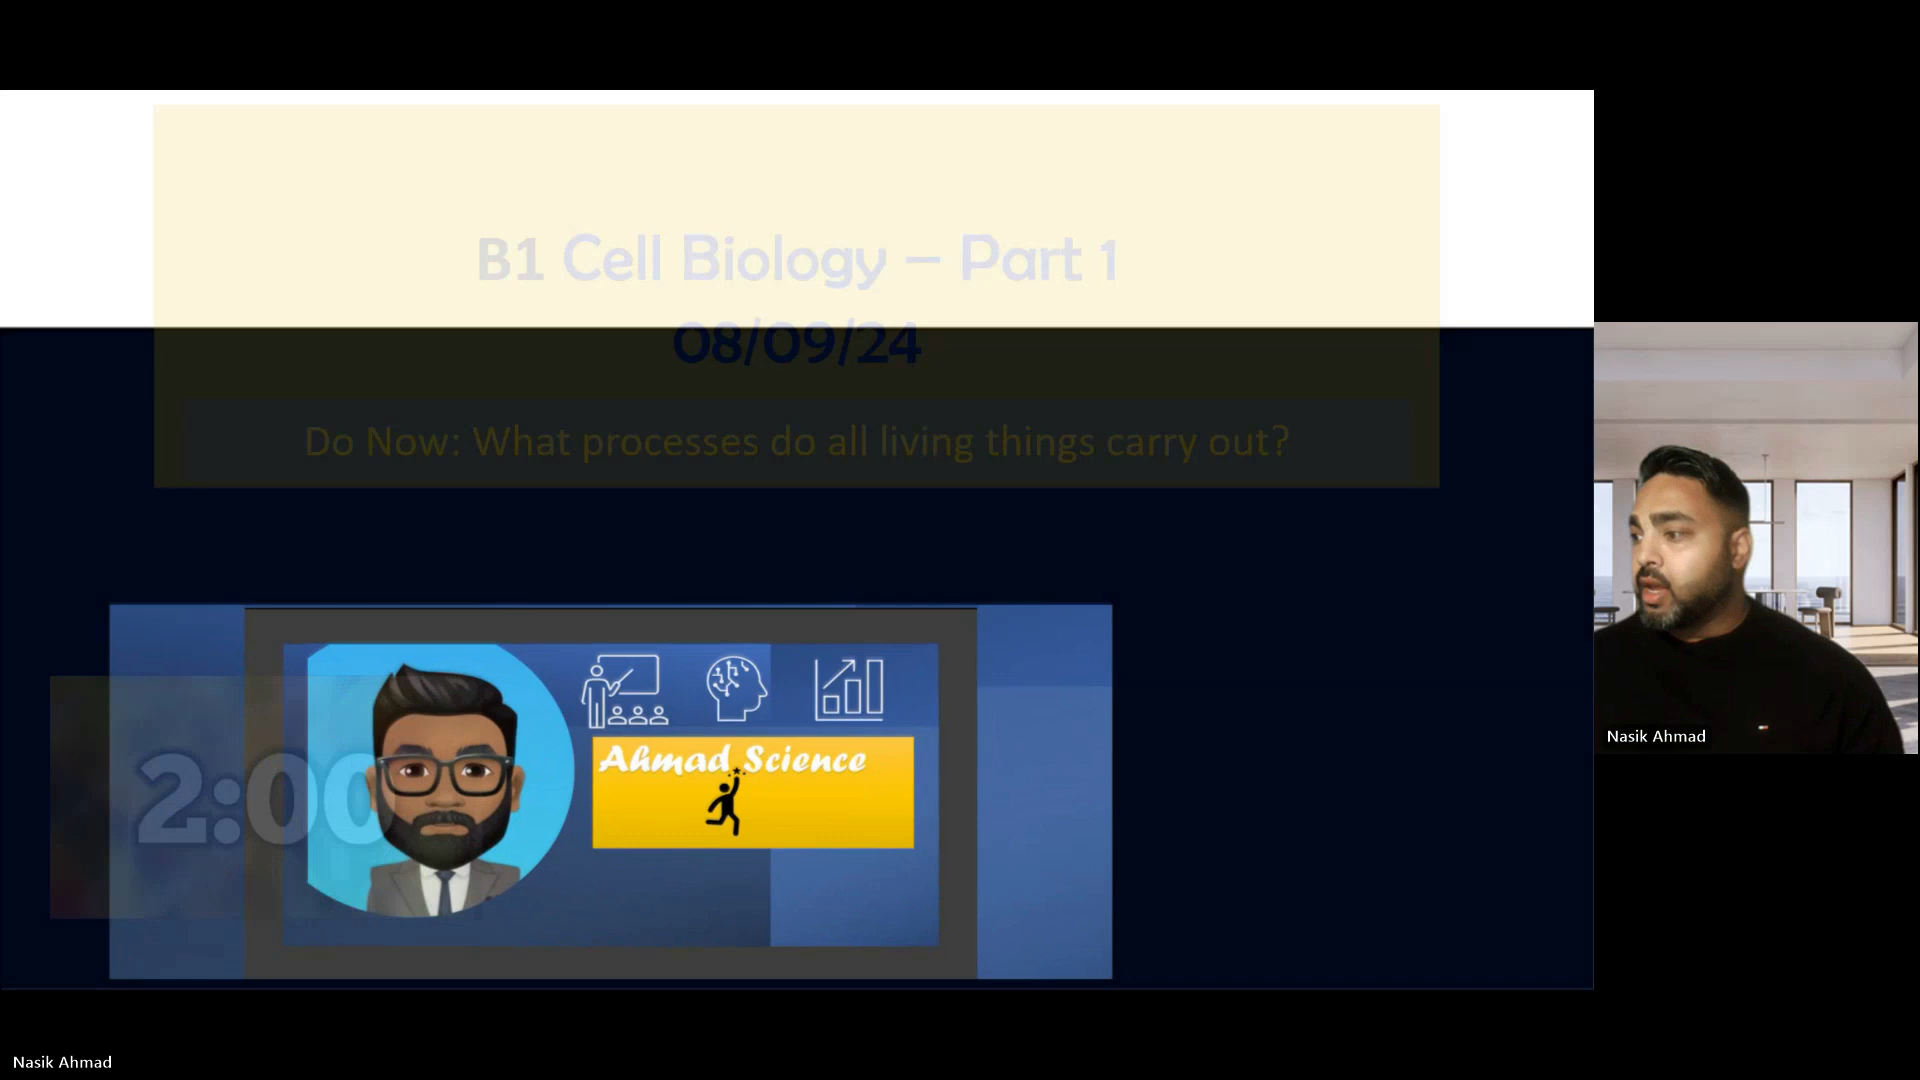 B1 Cell Biology – Part 1
08/09/24
Do Now: What processes do all living things carry out?
2:00
Ahmad Science
Nasik Ahmad
Nasik Ahmad